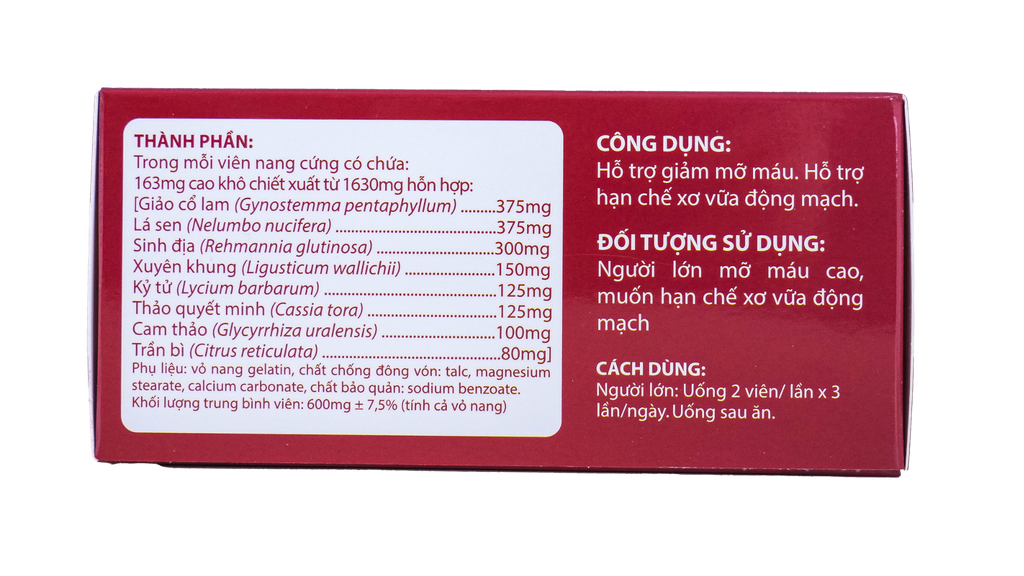 THÀNH PHẦN:
Trong mỗi viên nang cứng có chứa:
163mg cao khô chiết xuất từ 1630mg hỗn hợp:
[Giảo cổ lam (Gynostemma pentaphyllum) .........375mg
Lá sen (Nelumbo nucifera) ........................................375mg
Sinh địa (Rehmannia glutinosa) .............................300mg
Xuyên khung (Ligusticum wallichii) ......................150mg
Kỷ tử (Lycium barbarum) ..........................................125mg
Thảo quyết minh (Cassia tora) ................................125mg
Cam thảo (Glycyrrhiza uralensis) ............................100mg
Trần bì (Citrus reticulata) ............................................80mg]
Phụ liệu: vỏ nang gelatin, chất chống đông vón: talc, magnesium
stearate, calcium carbonate, chất bảo quản: sodium benzoate.
Khối lượng trung bình viên: 600mg ± 7,5% (tính cả vỏ nang)
CÔNG DỤNG:
Hỗ trợ giảm mỡ máu. Hỗ trợ
hạn chế xơ vữa động mạch.
ĐỐI TƯỢNG SỬ DỤNG:
Người lớn mỡ máu cao,
muốn hạn chế xơ vữa động
mạch
CÁCH DÙNG:
Người lớn: Uống 2 viên/ lần x 3
lần/ngày. Uống sau ăn.